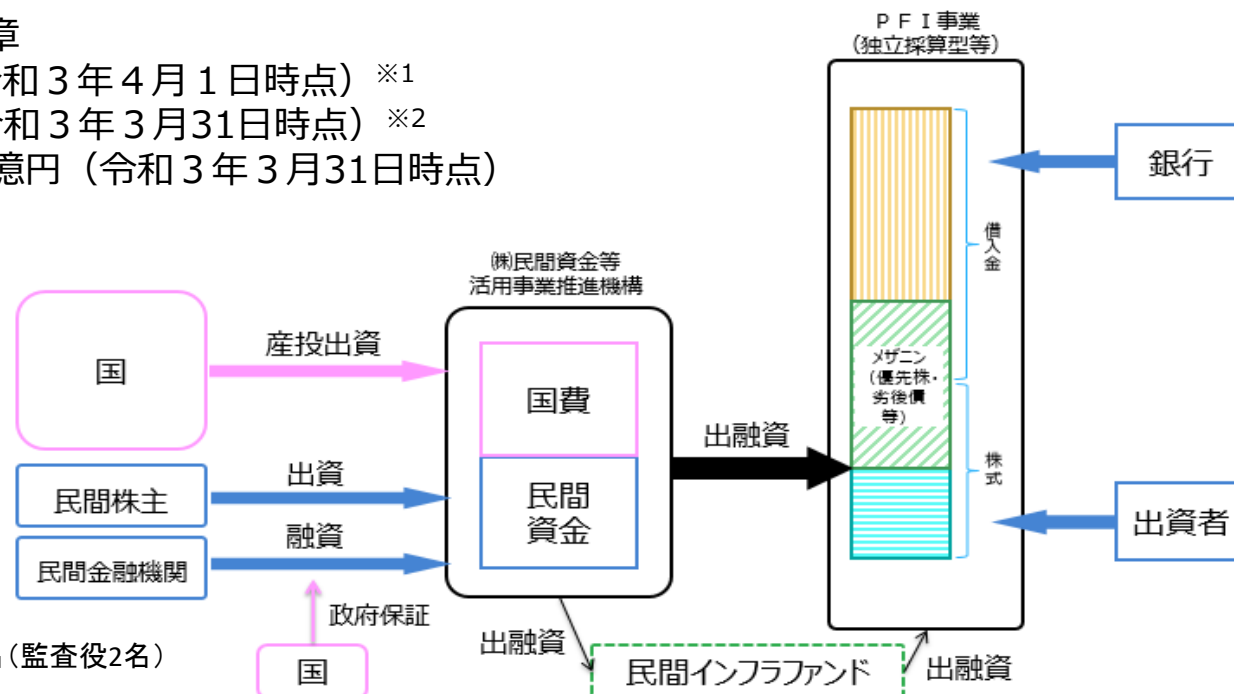 章
和３年４月１日時点）※1
和３年３月31日時点）※2
億円（令和３年３月31日時点）
ＰＦＩ事業
（独立採算型等）
銀行
借入金
㈱民間資金等
活用事業推進機構
国
産投出資
国費
メザニン
（優先株・
劣後債
等）
出融資
株式
民間株主
出資
民間
資金
出資者
融資
民間金融機関
政府保証
（監査役2名）
国
出融資
民間インフラファンド
出融資